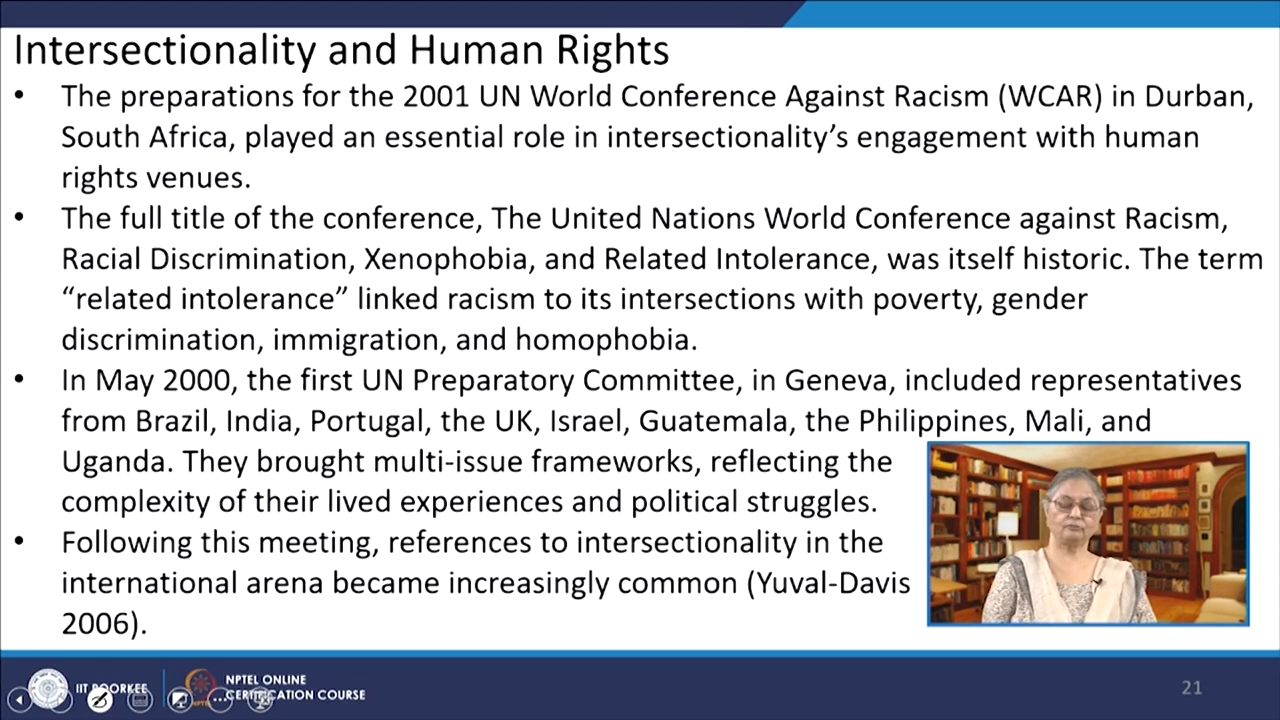 Intersectionality and Human Rights
• The preparations for the 2001 UN World Conference Against Racism (WCAR) in Durban,
South Africa, played an essential role in intersectionality’s engagement with human
rights venues.
• The full title of the conference, The United Nations World Conference against Racism,
Racial Discrimination, Xenophobia, and Related Intolerance, was itself historic. The term
“related intolerance” linked racism to its intersections with poverty, gender
discrimination, immigration, and homophobia.
• In May 2000, the first UN Preparatory Committee, in Geneva, included representatives
from Brazil, India, Portugal, the UK, Israel, Guatemala, the Philippines, Mali, and
Uganda. They brought multi-issue frameworks, reflecting the
complexity of their lived experiences and political struggles.
• Following this meeting, references to intersectionality in the
international arena became increasingly common (Yuval-Davis
2006).
IIT ROORKEE
NPTEL ONLINE
CERTIFICATION COURSE
21